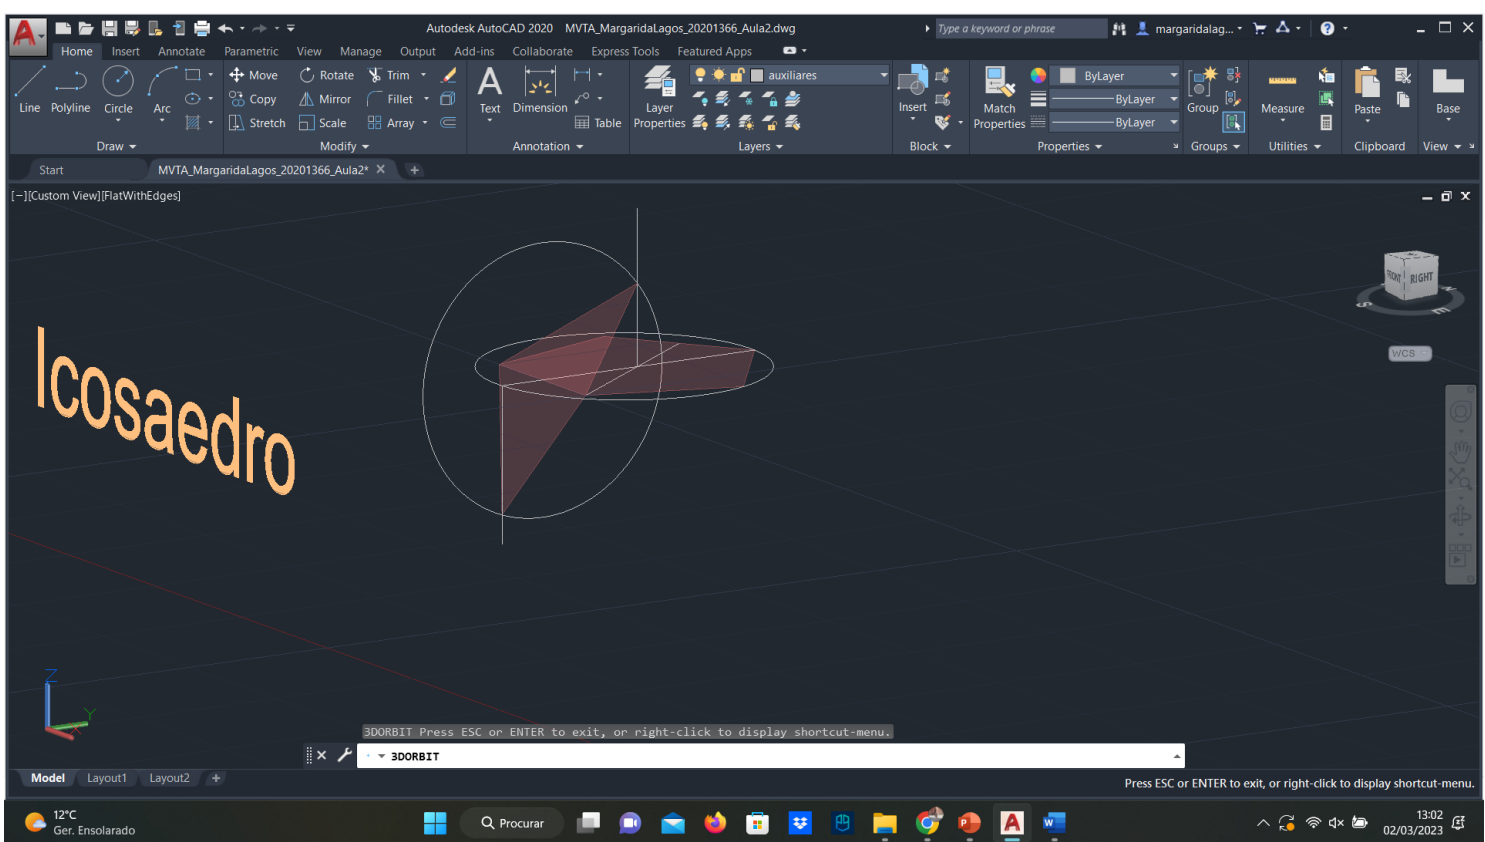 Autodesk AutoCAD 2020 MVTA_MargaridaLagos_20201366_Aula2.dwg
Type a keyword or phrase
margaridalag...
Home Insert Annotate Parametric View Manage Output Add-ins Collaborate Express Tools Featured Apps
Line Polyline Circle Arc
Move Rotate Trim
Copy Mirror Fillet
Stretch Scale Array
Text Dimension
Table
Layer
Properties
auxiliares
Insert
Match
Properties
ByLayer
ByLayer
ByLayer
Group
Measure
Paste
Base
Draw Modify Annotation Layers Block Properties Groups Utilities Clipboard View
Start MVTA_MargaridaLagos_20201366_Aula2*
[−][Custom View][FlatWithEdges]
FRONT RIGHT
S E N
WCS
Icosaedro
Z
Y
X
3DORBIT Press ESC or ENTER to exit, or right-click to display shortcut-menu.
3DORBIT
Model Layout1 Layout2
Press ESC or ENTER to exit, or right-click to display shortcut-menu.
12°C
Ger. Ensolarado
Procurar
13:02
02/03/2023